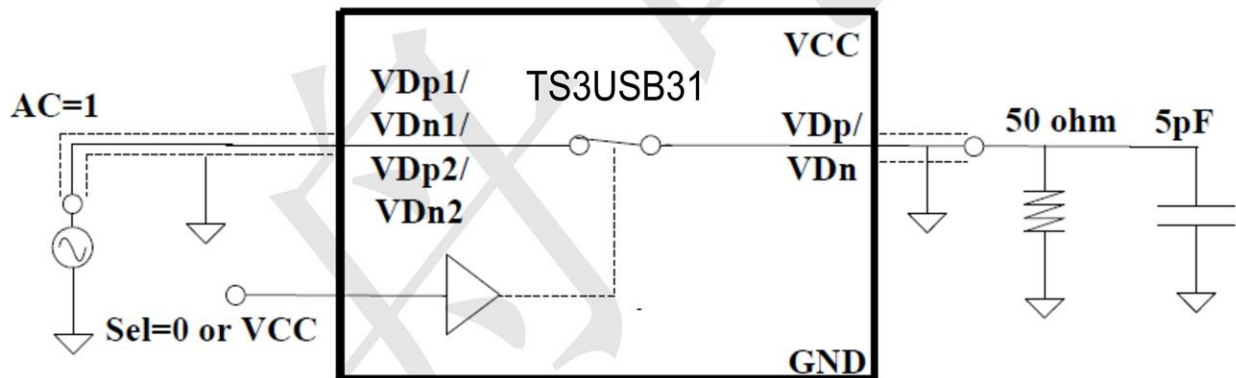 VCC
VDp1/
TS3USB31
AC=1
VDn1/
VDp/
50 ohm
5pF
VDp2/
VDn
VDn2
Sel=0 or VCC
GND